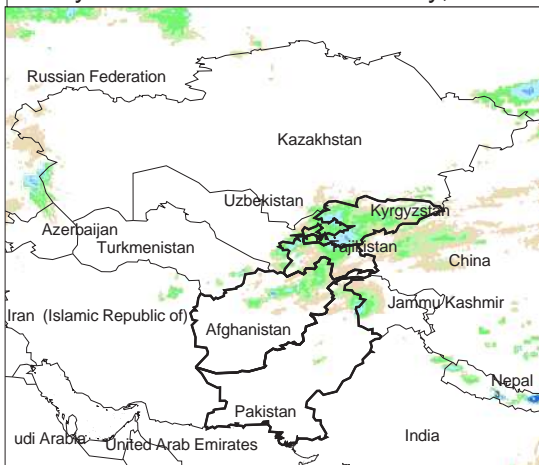 Russian Federation
Kazakhstan
Uzbekistan
Kyrgyzstan
Azerbaijan
Turkmenistan
Tajikistan
China
Jammu/Kashmir
Iran (Islamic Republic of)
Afghanistan
Nepal
Pakistan
udi Arabia
United Arab Emirates
India